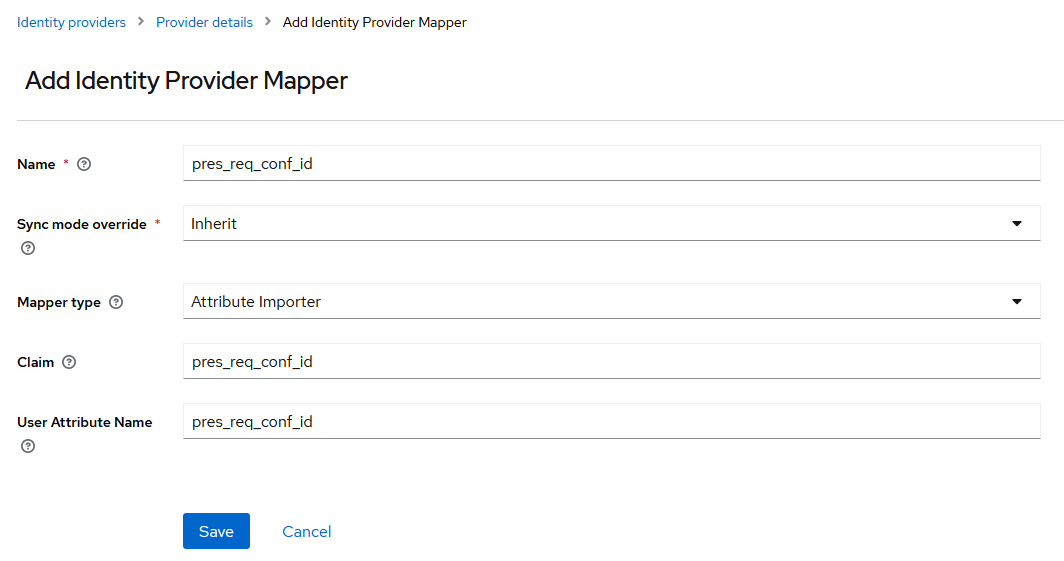 Identity providers > Provider details > Add Identity Provider Mapper
Add Identity Provider Mapper
Name * pres_req_conf_id
Sync mode override * Inherit
Mapper type Attribute Importer
Claim pres_req_conf_id
User Attribute Name pres_req_conf_id
Save Cancel